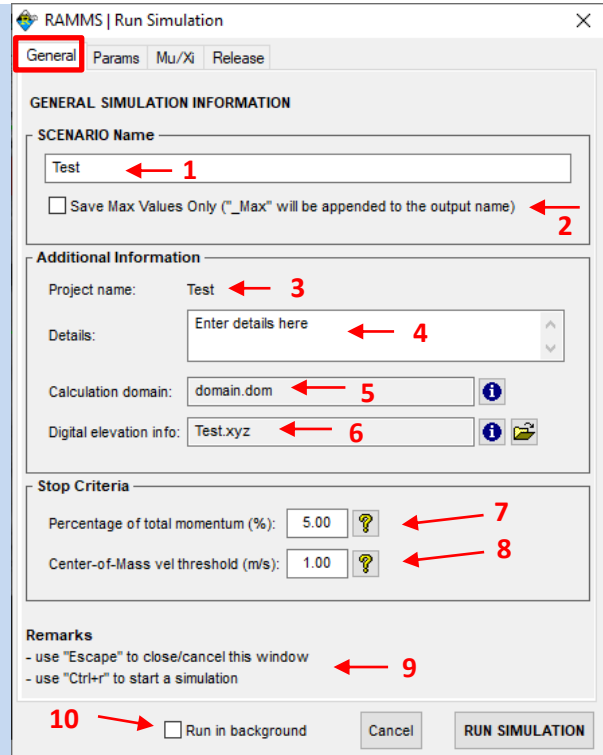 RAMMS | Run Simulation
General Params Mu/Xi Release
GENERAL SIMULATION INFORMATION
SCENARIO Name
Test 1
Save Max Values Only ("_Max" will be appended to the output name)
2
Additional Information
Project name: Test 3
Details: Enter details here 4
Calculation domain: domain.dom 5
Digital elevation info: Test.xyz 6
Stop Criteria
Percentage of total momentum (%): 5.00 ? 7
Center-of-Mass vel threshold (m/s): 1.00 ? 8
Remarks
- use "Escape" to close/cancel this window
- use "Ctrl+r" to start a simulation 9
10 Run in background Cancel RUN SIMULATION